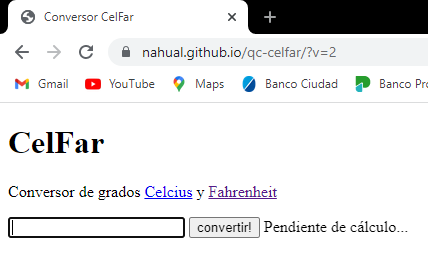 Conversor CelFar
nahual.github.io/qc-celfar/?v=2
Gmail YouTube Maps Banco Ciudad Banco Pro
CelFar
Conversor de grados Celcius y Fahrenheit
convertir! Pendiente de cálculo...